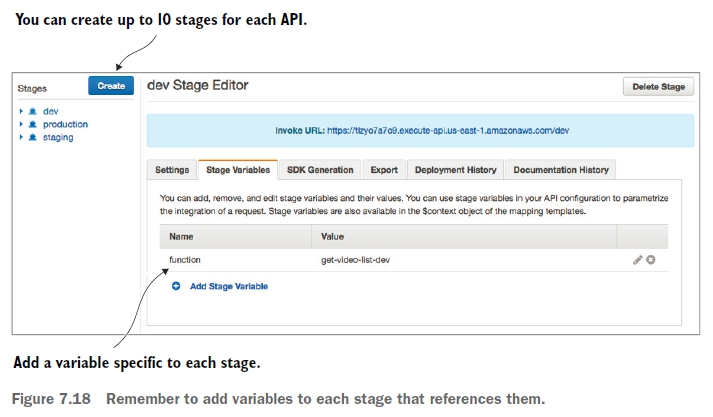 You can create up to 10 stages for each API.
Stages
Create
dev
production
staging
dev Stage Editor
Delete Stage
Invoke URL: https://tlzyo7a7o9.execute-api.us-east-1.amazonaws.com/dev
Settings
Stage Variables
SDK Generation
Export
Deployment History
Documentation History
You can add, remove, and edit stage variables and their values. You can use stage variables in your API configuration to parametrize
the integration of a request. Stage variables are also available in the $context object of the mapping templates.
Name
Value
function
get-video-list-dev
Add Stage Variable
Add a variable specific to each stage.
Figure 7.18 Remember to add variables to each stage that references them.